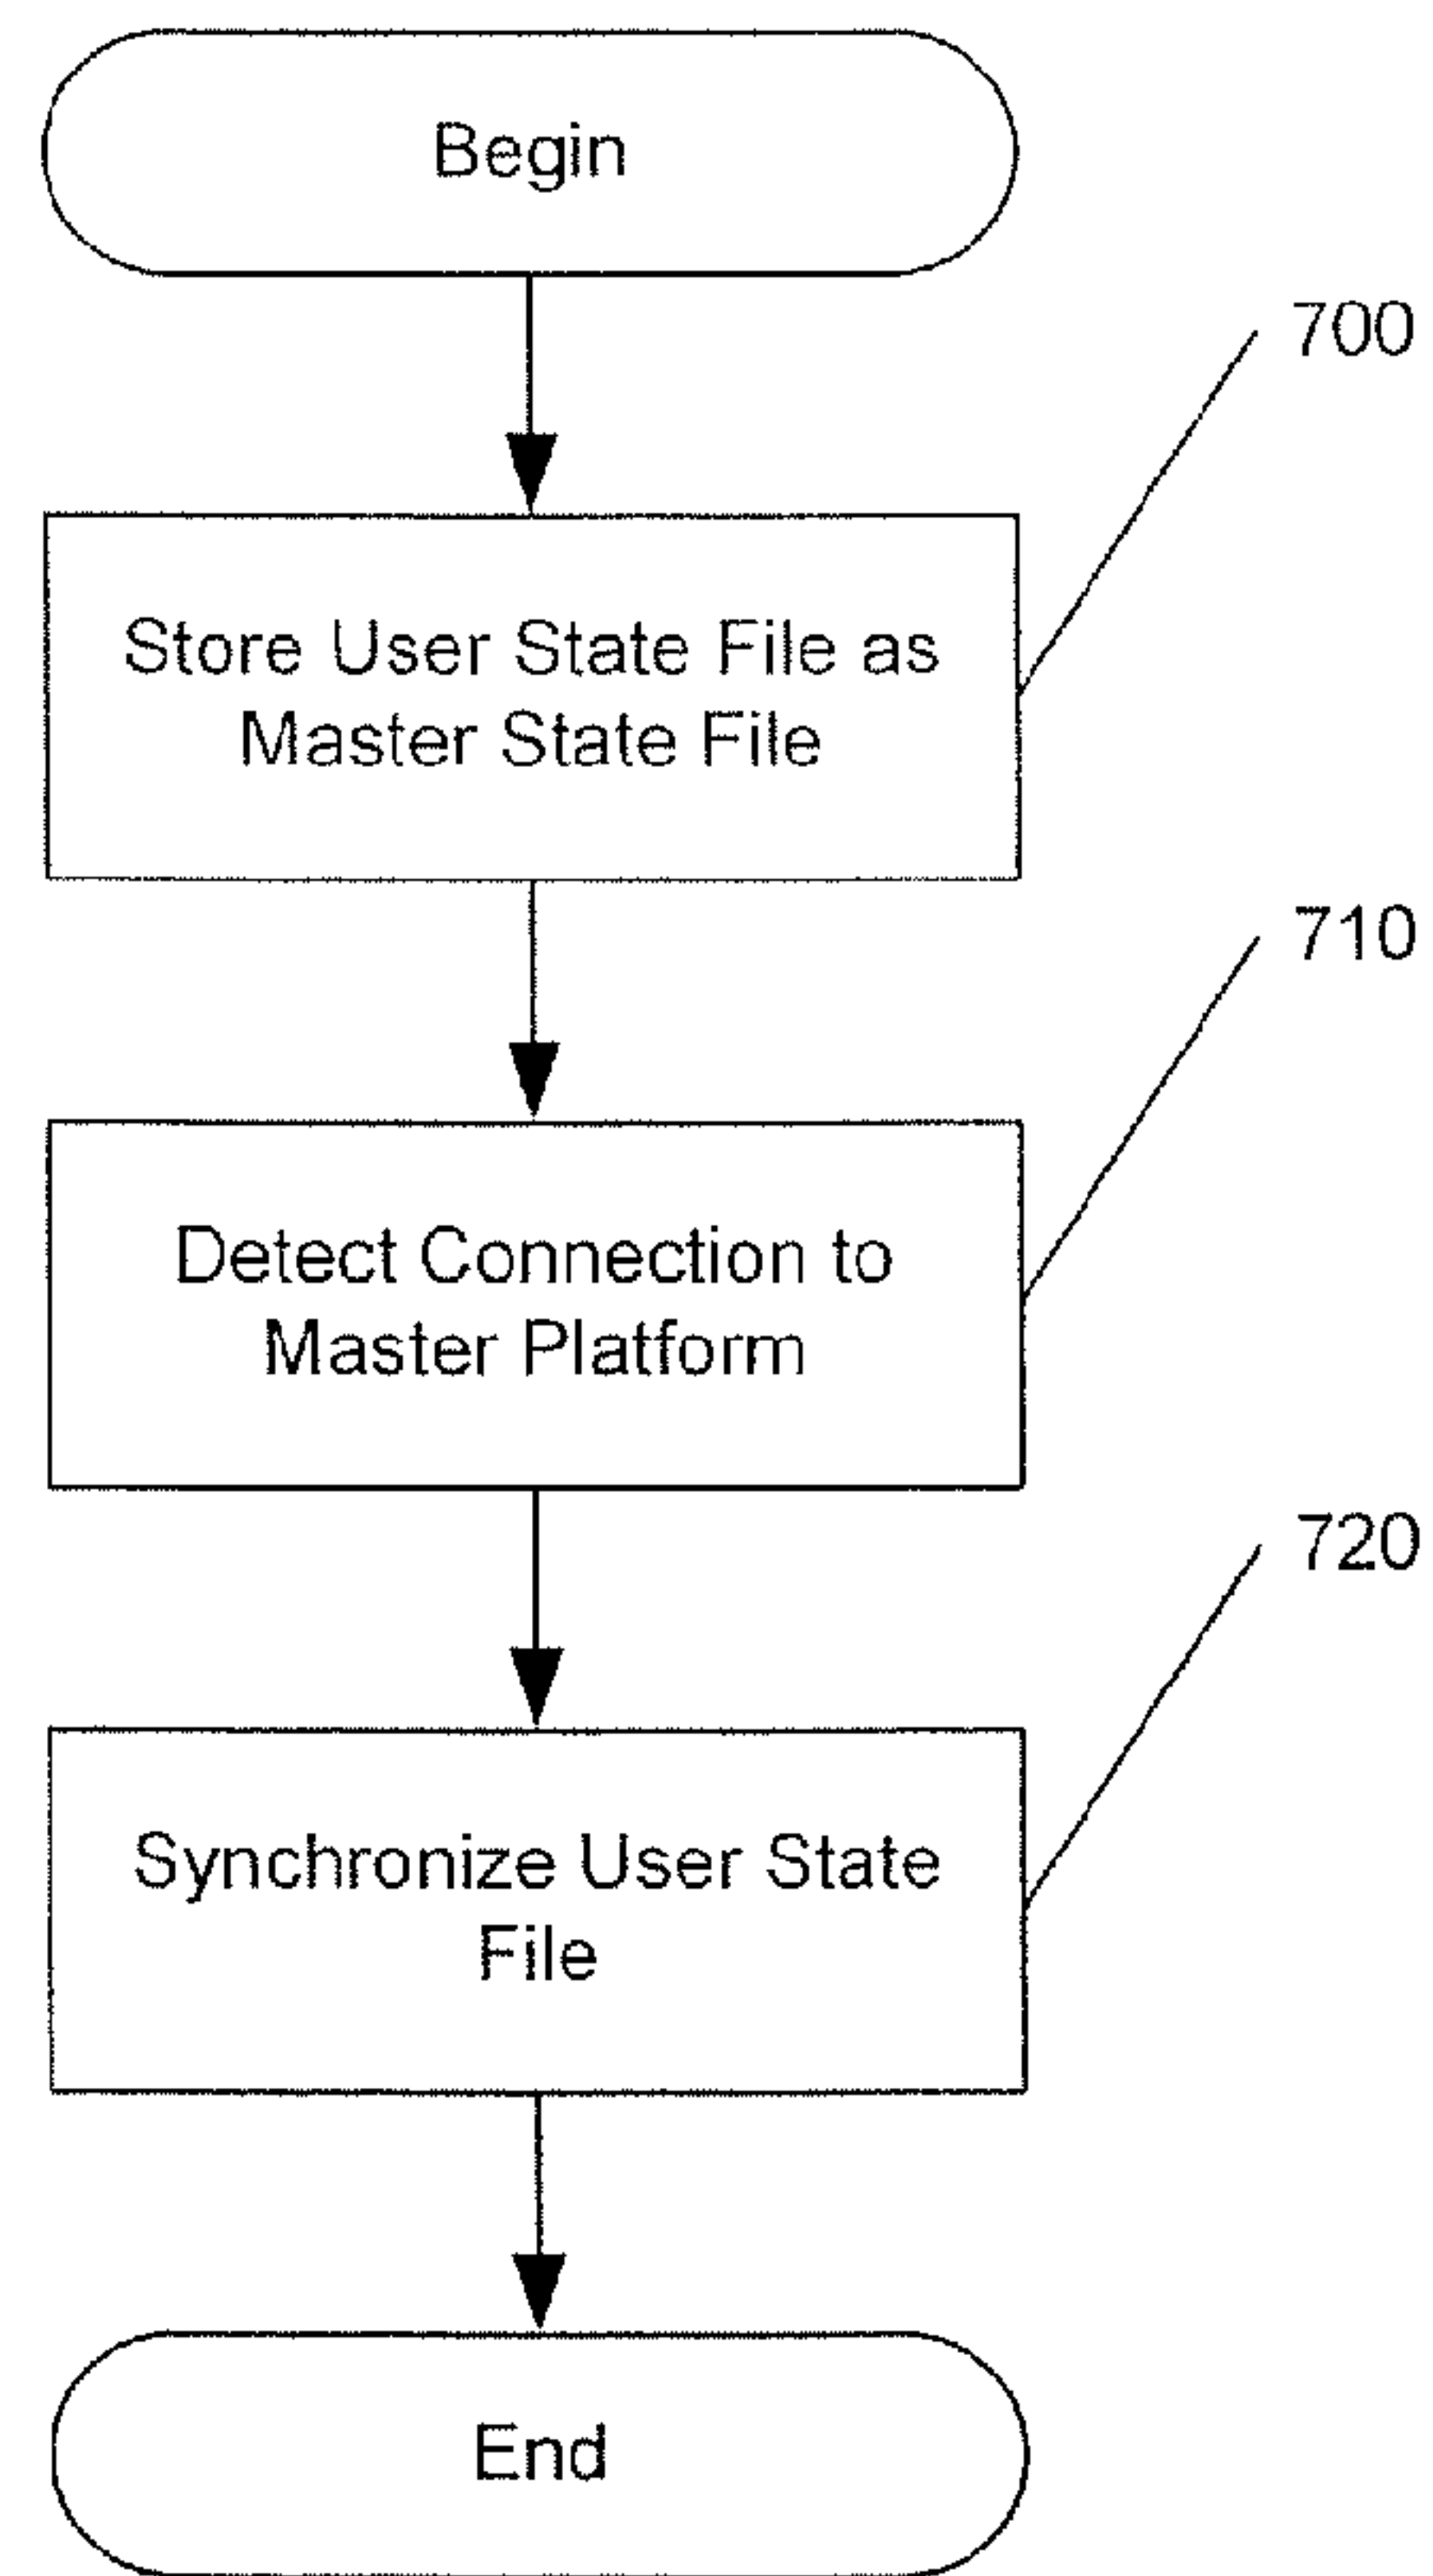 Begin
700
Store User State File as
Master State File
710
Detect Connection to
Master Platform
720
Synchronize User State
File
End